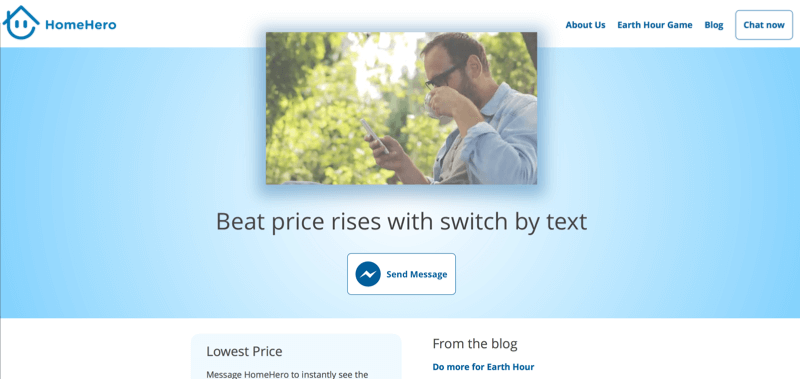 HomeHero
About Us
Earth Hour Game
Blog
Chat now
Beat price rises with switch by text
Send Message
Lowest Price
Message HomeHero to instantly see the
From the blog
Do more for Earth Hour